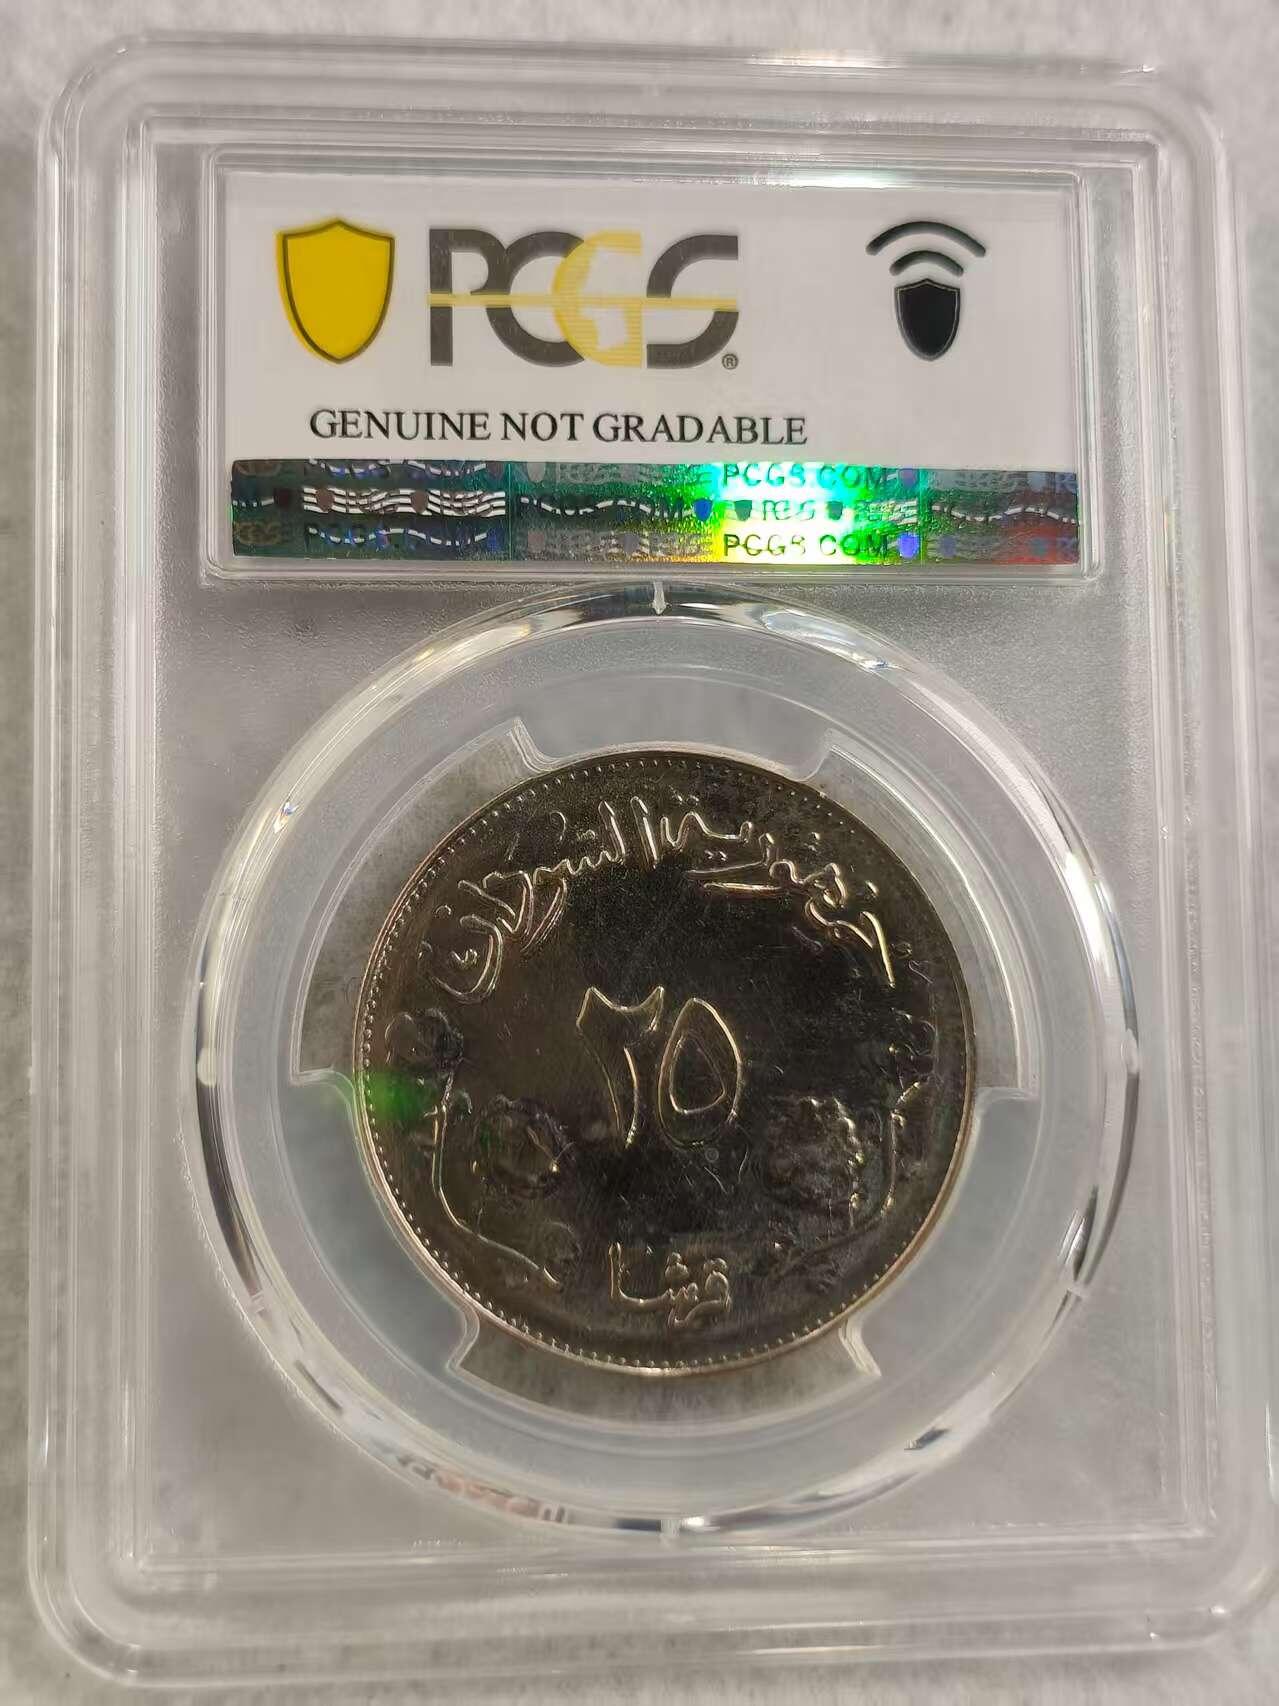 PCGS®
GENUINE NOT GRADABLE
PCGS.COM
PCGS.COM
جمهورية السودان
٢٥
قرشا